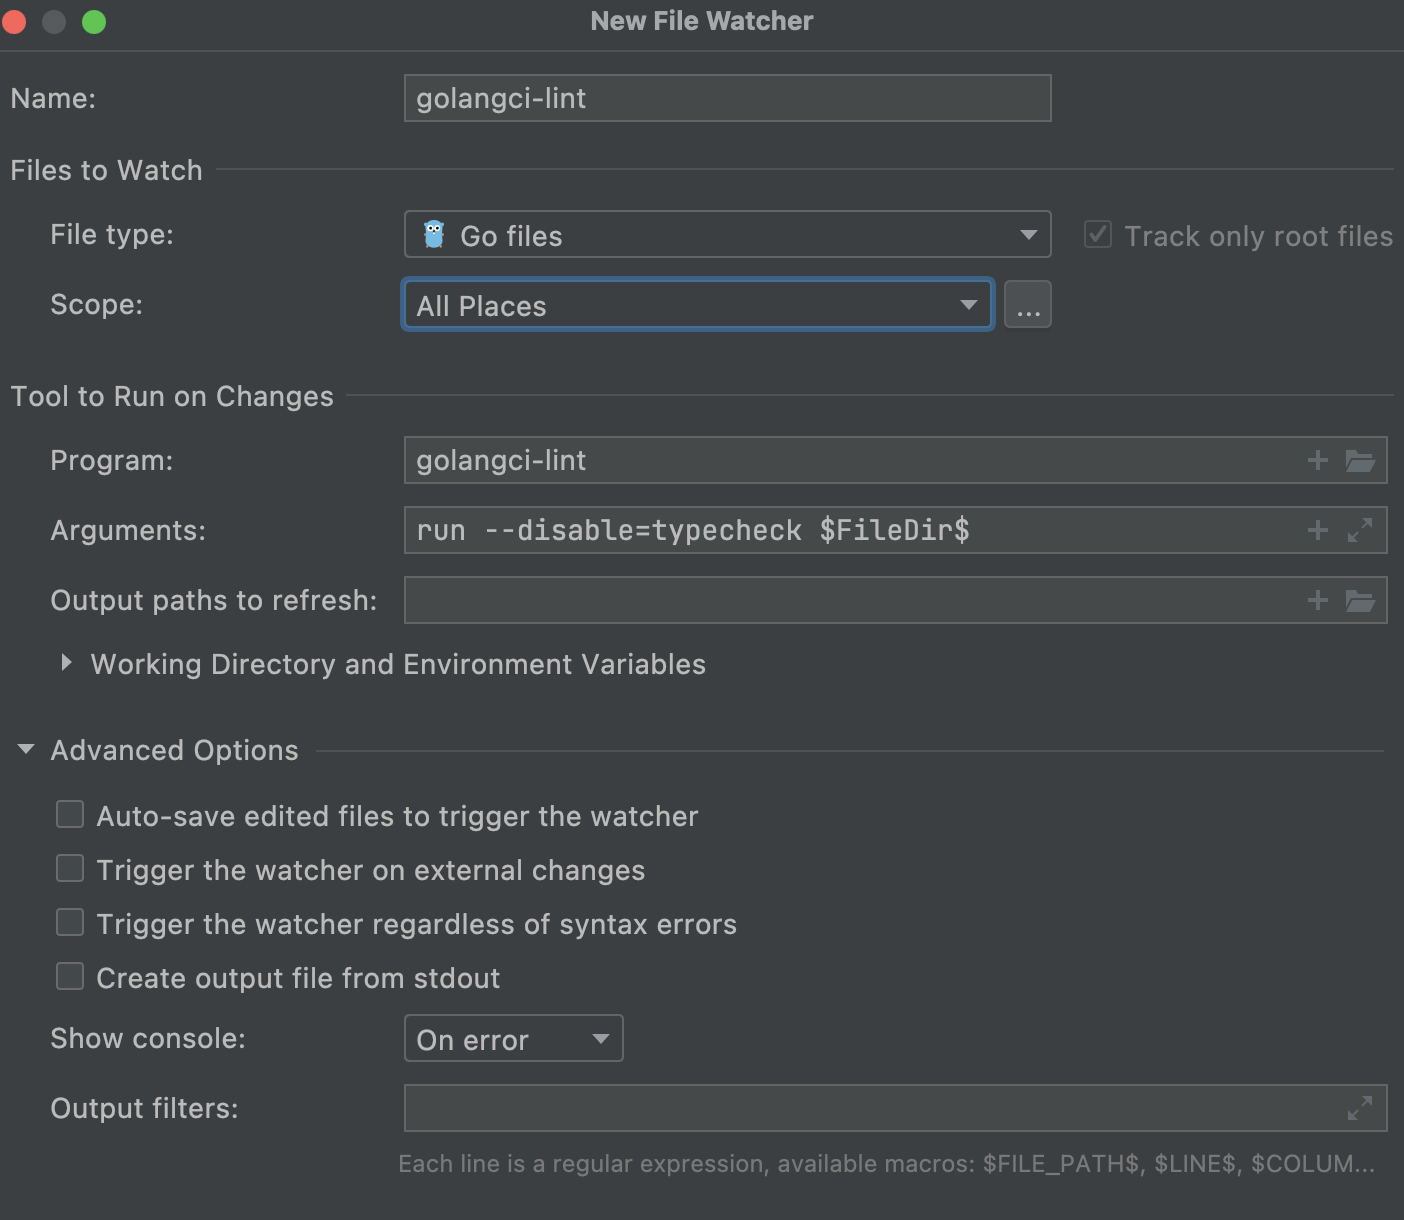 New File Watcher
Name: golangci-lint
Files to Watch
File type: Go files Track only root files
Scope: All Places ...
Tool to Run on Changes
Program: golangci-lint
Arguments: run --disable=typecheck $FileDir$
Output paths to refresh:
Working Directory and Environment Variables
Advanced Options
Auto-save edited files to trigger the watcher
Trigger the watcher on external changes
Trigger the watcher regardless of syntax errors
Create output file from stdout
Show console: On error
Output filters:
Each line is a regular expression, available macros: $FILE_PATH$, $LINE$, $COLUM...